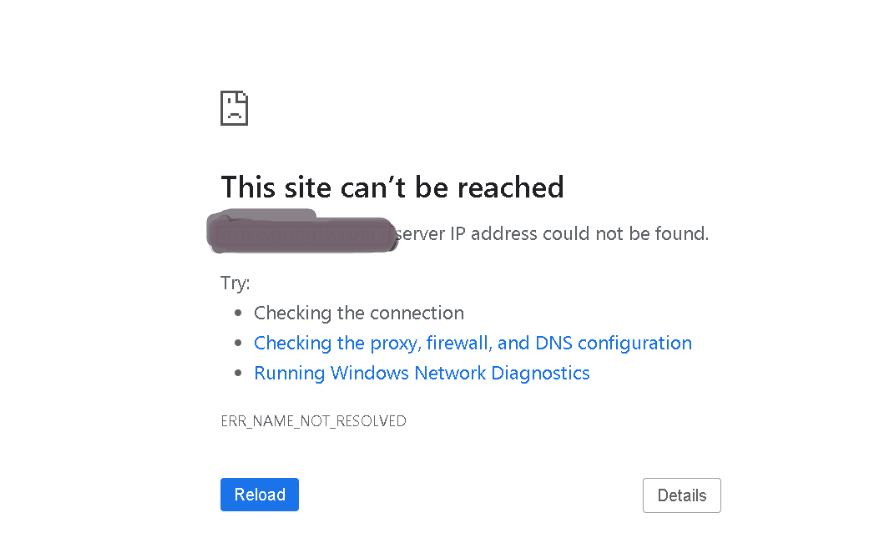 This site can't be reached
server IP address could not be found.
Try:
Checking the connection
Checking the proxy, firewall, and DNS configuration
Running Windows Network Diagnostics
ERR_NAME_NOT_RESOLVED
Reload
Details